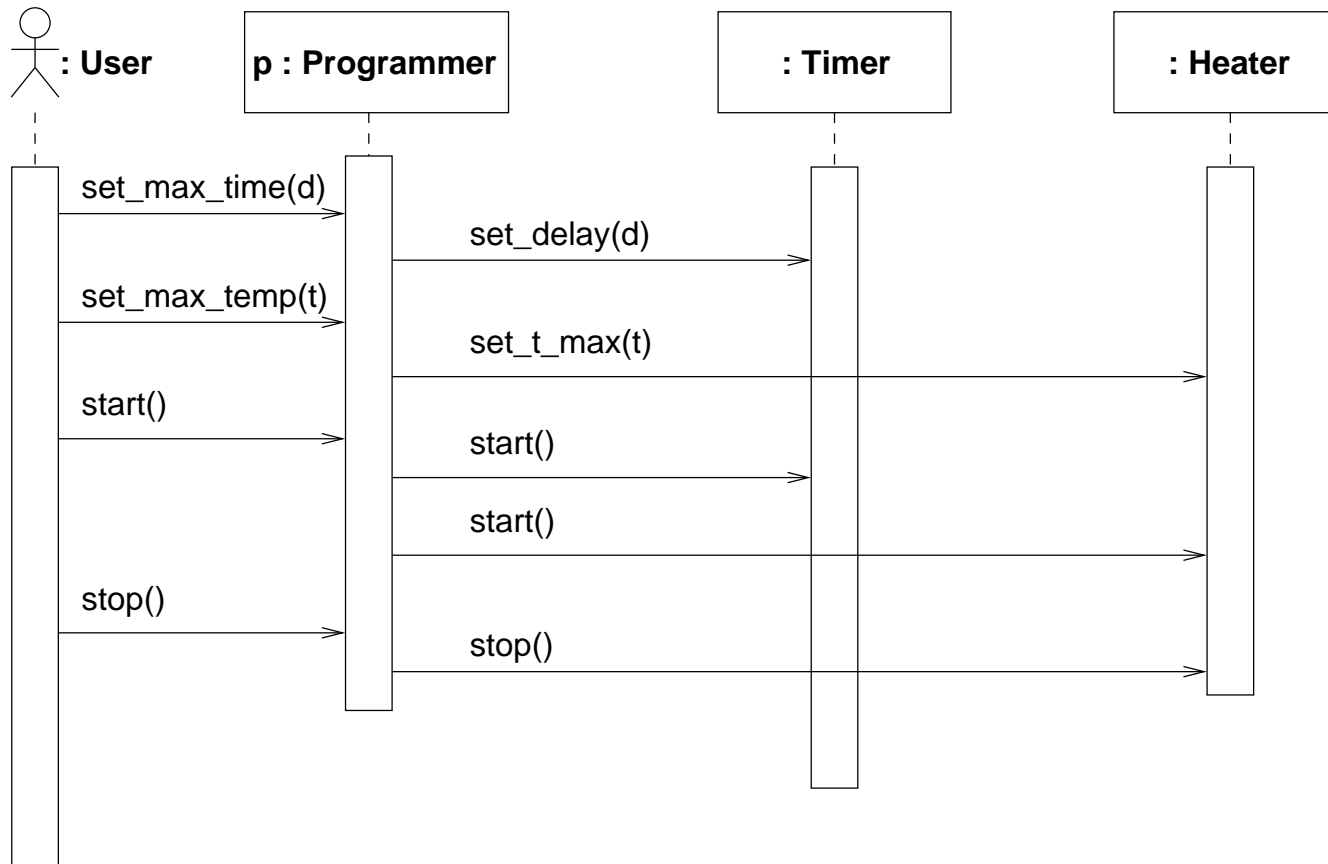 : User
p : Programmer
: Timer
: Heater
set_max_time(d)
set_delay(d)
set_max_temp(t)
set_t_max(t)
start()
start()
start()
stop()
stop()